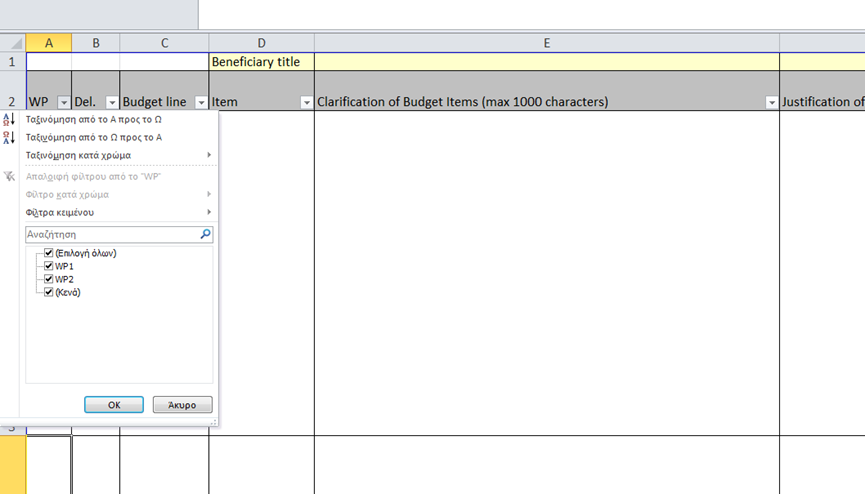 A B C D E
1 Beneficiary title
2 WP Del. Budget line Item Clarification of Budget Items (max 1000 characters) Justification of
Ταξινόμηση από το Α προς το Ω
Ταξινόμηση από το Ω προς το Α
Ταξινόμηση κατά χρώμα
Απαλοιφή φίλτρου από το "WP"
Φίλτρο κατά χρώμα
Φίλτρα κειμένου
Αναζήτηση
(Επιλογή όλων)
WP1
WP2
(Κενά)
OK Άκυρο